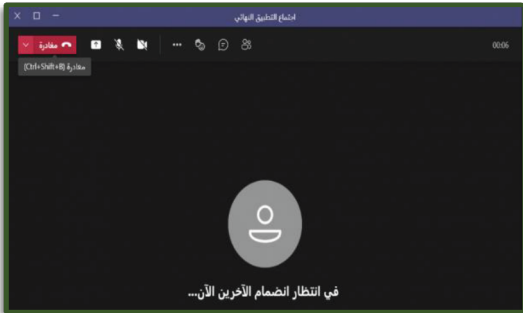 اجتماع التطبيق النهائي
00:06
مغادرة
مغادرة (Ctrl+Shift+B)
في انتظار انضمام الآخرين الآن...